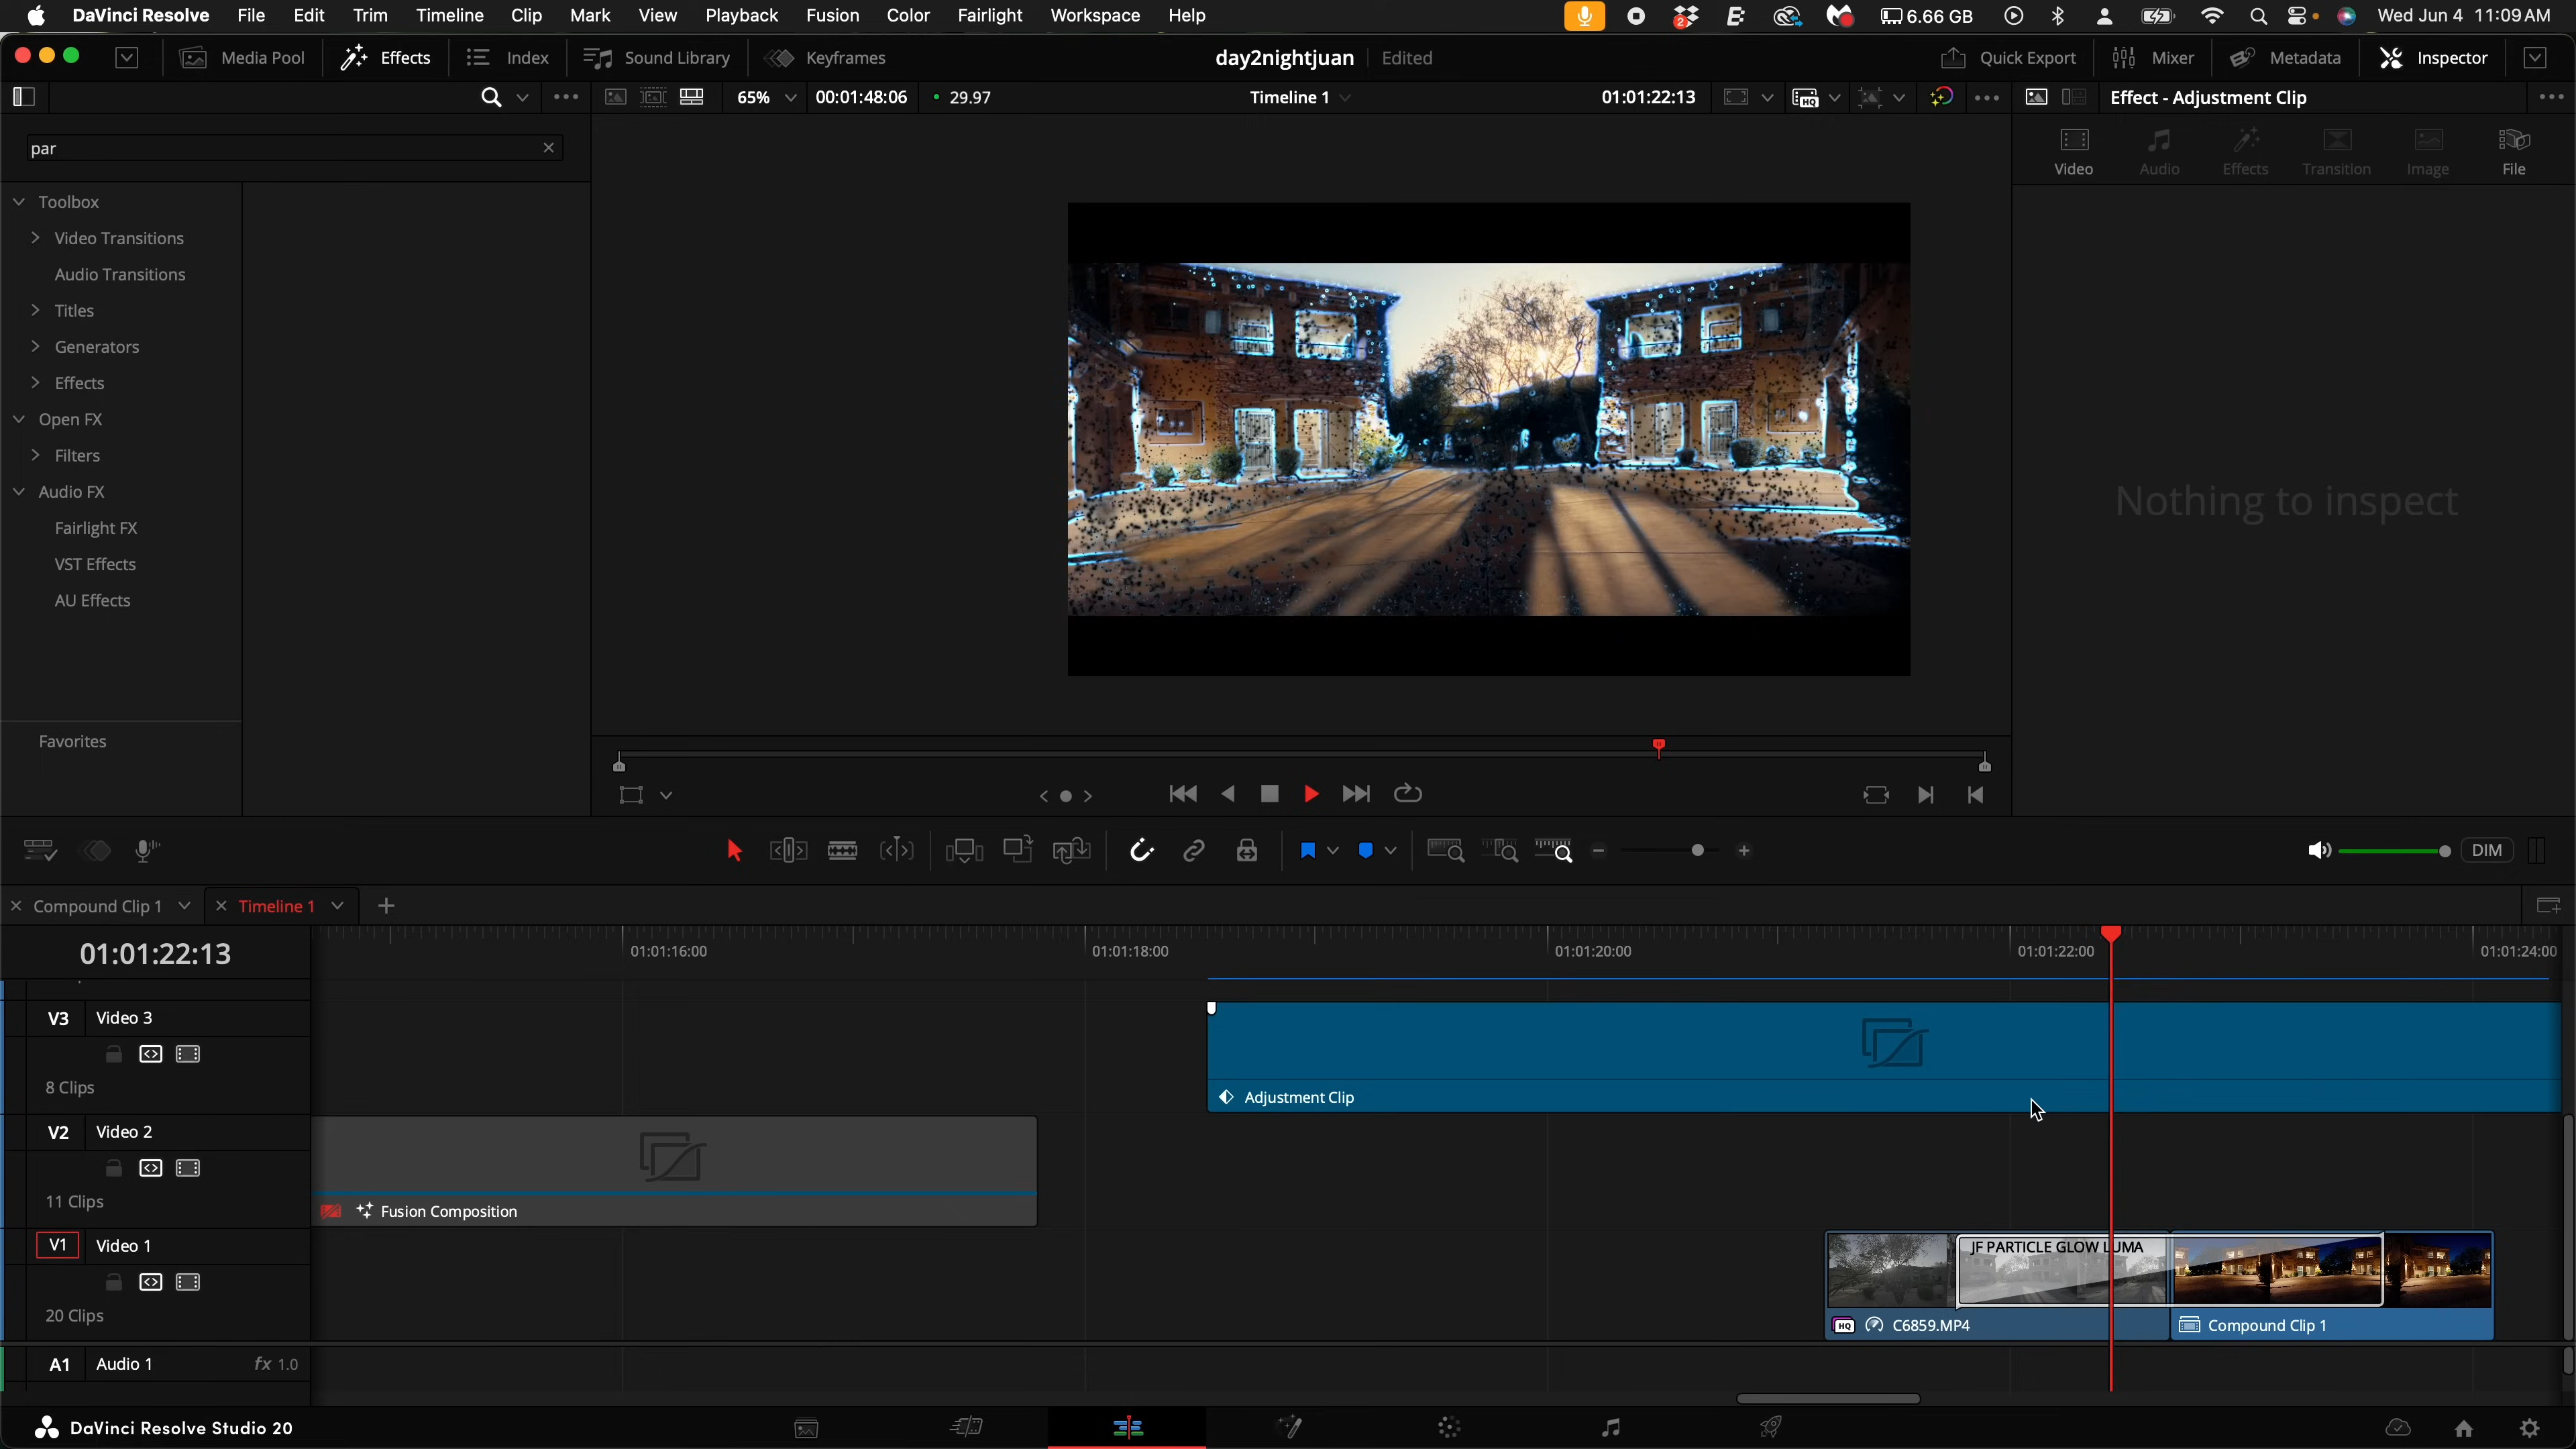 DaVinci Resolve File Edit Trim Timeline Clip Mark View Playback Fusion Color Fairlight Workspace Help 2 6.66 GB Wed Jun 4 11:09 AM
Media Pool Effects Index Sound Library Keyframes day2nightjuan Edited Quick Export Mixer Metadata Inspector
65% 00:01:48:06 29.97 Timeline 1 01:01:22:13 HQ Effect - Adjustment Clip
par
Video Audio Effects Transition Image File
Toolbox
Video Transitions
Audio Transitions
Titles
Generators
Effects
Open FX
Filters
Audio FX
Fairlight FX
VST Effects
AU Effects
Favorites
Nothing to inspect
DIM
Compound Clip 1 Timeline 1
01:01:22:13 01:01:16:00 01:01:18:00 01:01:20:00 01:01:22:00 01:01:24:00
V3 Video 3
8 Clips
Adjustment Clip
V2 Video 2
11 Clips
Fusion Composition
V1 Video 1
JF PARTICLE GLOW LUMA
20 Clips
HQ C6859.MP4 Compound Clip 1
A1 Audio 1 fx 1.0
DaVinci Resolve Studio 20